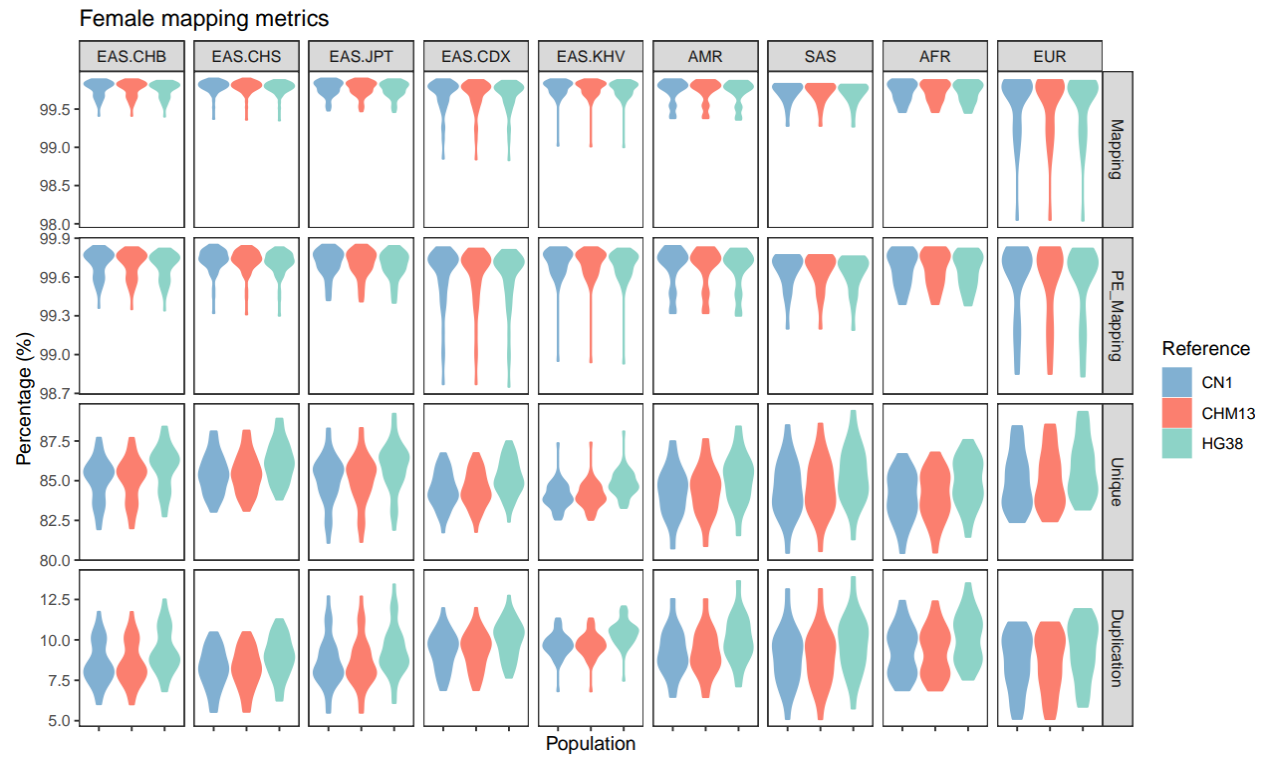 Female mapping metrics
EAS.CHB EAS.CHS EAS.JPT EAS.CDX EAS.KHV AMR SAS AFR EUR
99.5
99.0
98.5
98.0
Mapping
99.9
99.6
99.3
99.0
98.7
PE_Mapping
87.5
85.0
82.5
80.0
Unique
12.5
10.0
7.5
5.0
Duplication
Percentage (%)
Population
Reference
CN1
CHM13
HG38